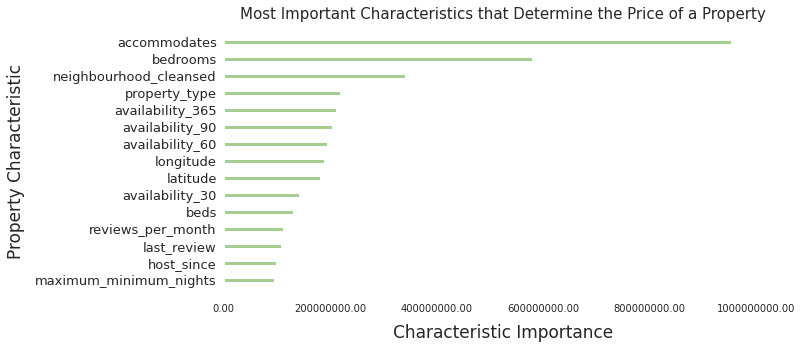 Most Important Characteristics that Determine the Price of a Property
Property Characteristic
accommodates
bedrooms
neighbourhood_cleansed
property_type
availability_365
availability_90
availability_60
longitude
latitude
availability_30
beds
reviews_per_month
last_review
host_since
maximum_minimum_nights
0.00 200000000.00 400000000.00 600000000.00 800000000.00 1000000000.00
Characteristic Importance